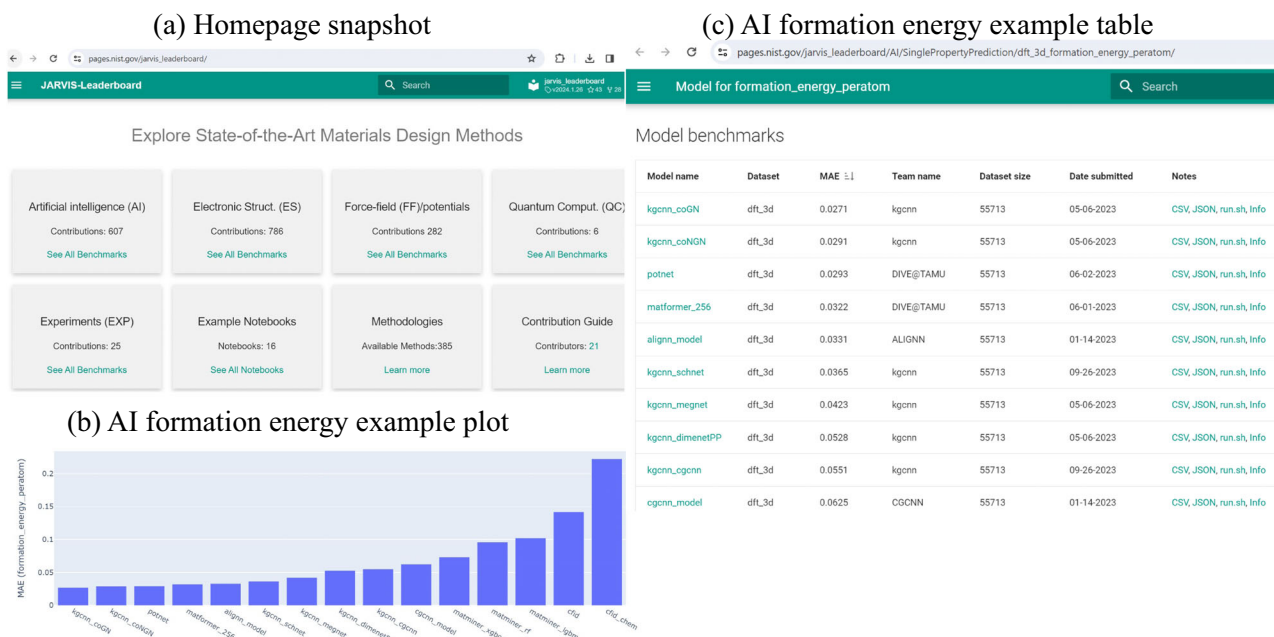 (a) Homepage snapshot
pages.nist.gov/jarvis_leaderboard/
JARVIS-Leaderboard
Search
jarvis_leaderboard
v2024.1.26 43 28
Explore State-of-the-Art Materials Design Methods
Artificial intelligence (AI)
Contributions: 607
See All Benchmarks
Electronic Struct. (ES)
Contributions: 786
See All Benchmarks
Force-field (FF)/potentials
Contributions 282
See All Benchmarks
Quantum Comput. (QC)
Contributions: 6
See All Benchmarks
Experiments (EXP)
Contributions: 25
See All Benchmarks
Example Notebooks
Notebooks: 16
See All Notebooks
Methodologies
Available Methods:385
Learn more
Contribution Guide
Contributors: 21
Learn more
(b) AI formation energy example plot
MAE (formation_energy_peratom)
0.2
0.15
0.1
0.05
0
kgcnn_coGN
kgcnn_coNGN
potnet
matformer_256
alignn_model
kgcnn_schnet
kgcnn_megnet
kgcnn_dimenetP
kgcnn_cgcnn
cgcnn_model
matminer_xgbo
matminer_rf
matminer_lgbm
cfid
cfid_chem
(c) AI formation energy example table
pages.nist.gov/jarvis_leaderboard/AI/SinglePropertyPrediction/dft_3d_formation_energy_peratom/
Model for formation_energy_peratom
Search
Model benchmarks
Model name Dataset MAE Team name Dataset size Date submitted Notes
kgcnn_coGN dft_3d 0.0271 kgcnn 55713 05-06-2023 CSV, JSON, run.sh, Info
kgcnn_coNGN dft_3d 0.0291 kgcnn 55713 05-06-2023 CSV, JSON, run.sh, Info
potnet dft_3d 0.0293 DIVE@TAMU 55713 06-02-2023 CSV, JSON, run.sh, Info
matformer_256 dft_3d 0.0322 DIVE@TAMU 55713 06-01-2023 CSV, JSON, run.sh, Info
alignn_model dft_3d 0.0331 ALIGNN 55713 01-14-2023 CSV, JSON, run.sh, Info
kgcnn_schnet dft_3d 0.0365 kgcnn 55713 09-26-2023 CSV, JSON, run.sh, Info
kgcnn_megnet dft_3d 0.0423 kgcnn 55713 05-06-2023 CSV, JSON, run.sh, Info
kgcnn_dimenetPP dft_3d 0.0528 kgcnn 55713 05-06-2023 CSV, JSON, run.sh, Info
kgcnn_cgcnn dft_3d 0.0551 kgcnn 55713 09-26-2023 CSV, JSON, run.sh, Info
cgcnn_model dft_3d 0.0625 CGCNN 55713 01-14-2023 CSV, JSON, run.sh, Info